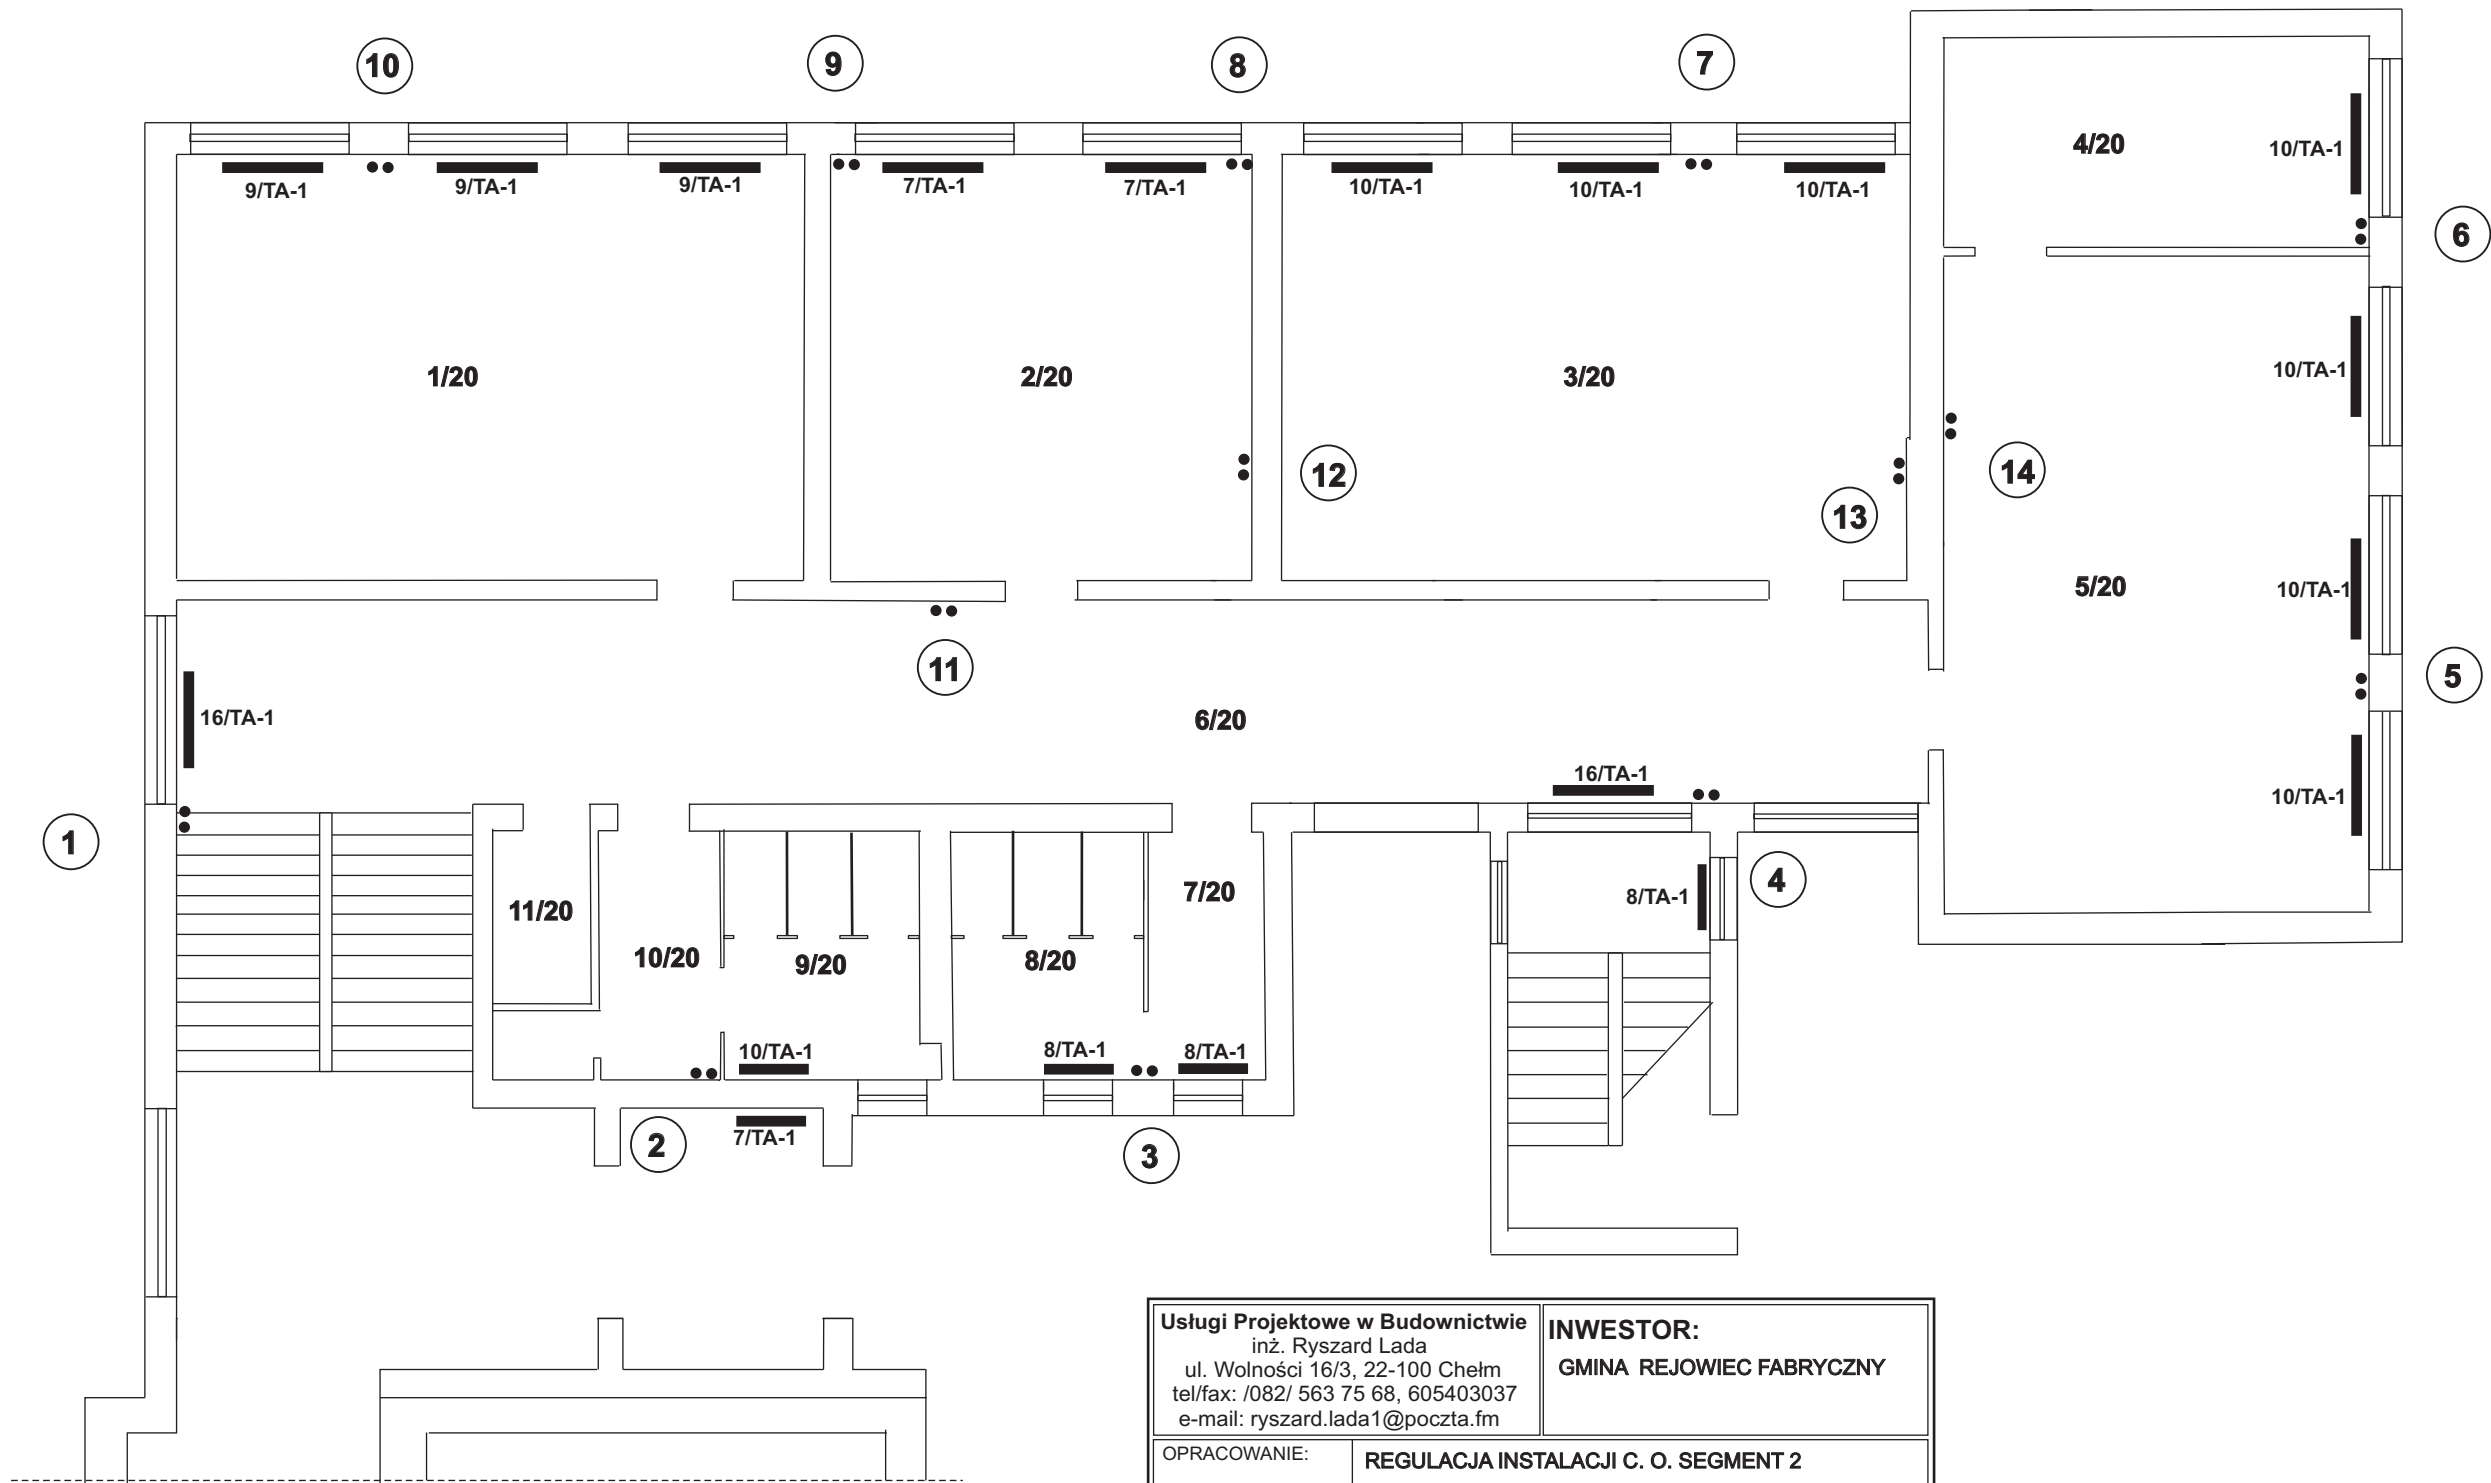 10
9
8
7
9/TA-1
9/TA-1
9/TA-1
7/TA-1
7/TA-1
10/TA-1
10/TA-1
10/TA-1
4/20
10/TA-1
6
1/20
2/20
3/20
10/TA-1
12
14
13
5/20
10/TA-1
11
5
16/TA-1
6/20
16/TA-1
10/TA-1
1
11/20
7/20
8/TA-1
4
10/20
9/20
8/20
10/TA-1
8/TA-1
8/TA-1
2
7/TA-1
3
Usługi Projektowe w Budownictwie
inż. Ryszard Lada
ul. Wolności 16/3, 22-100 Chełm
tel/fax: /082/ 563 75 68, 605403037
e-mail: ryszard.lada1@poczta.fm
INWESTOR:
GMINA REJOWIEC FABRYCZNY
OPRACOWANIE:
REGULACJA INSTALACJI C. O. SEGMENT 2